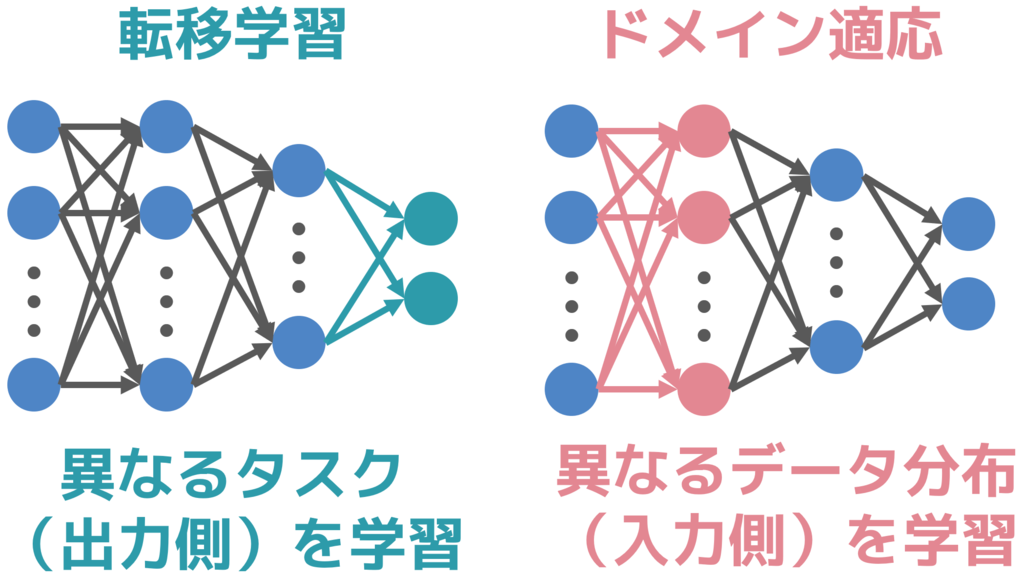 転移学習
ドメイン適応
異なるタスク
（出力側）を学習
異なるデータ分布
（入力側）を学習